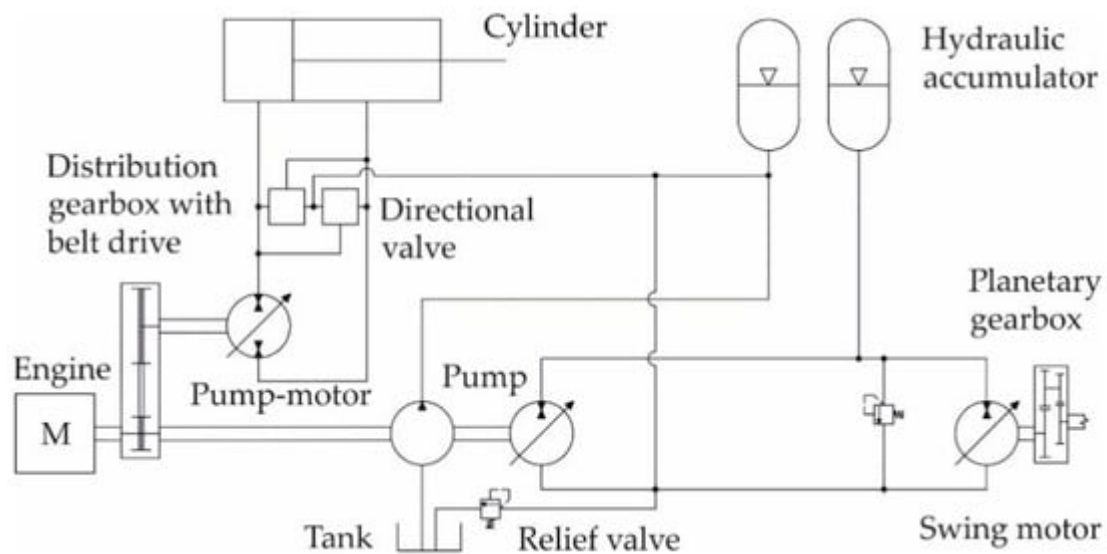 Cylinder
Hydraulic
accumulator
Distribution
gearbox with
belt drive
Directional
valve
Planetary
gearbox
Engine
Pump-motor
Pump
M
Tank
Relief valve
Swing motor